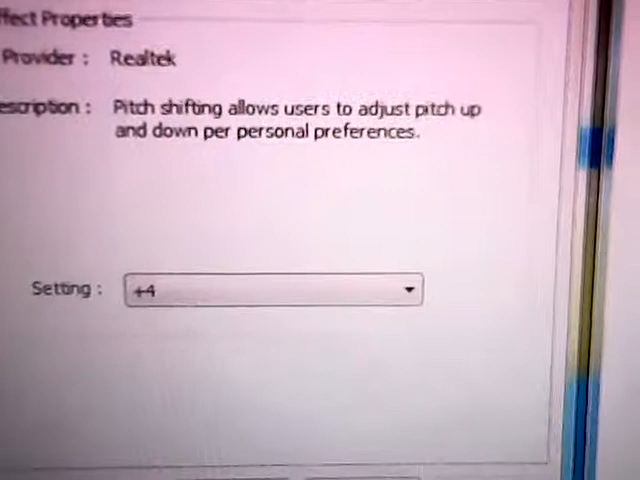 ffect Properties
Provider : Realtek
escription : Pitch shifting allows users to adjust pitch up
and down per personal preferences.
Setting : +4